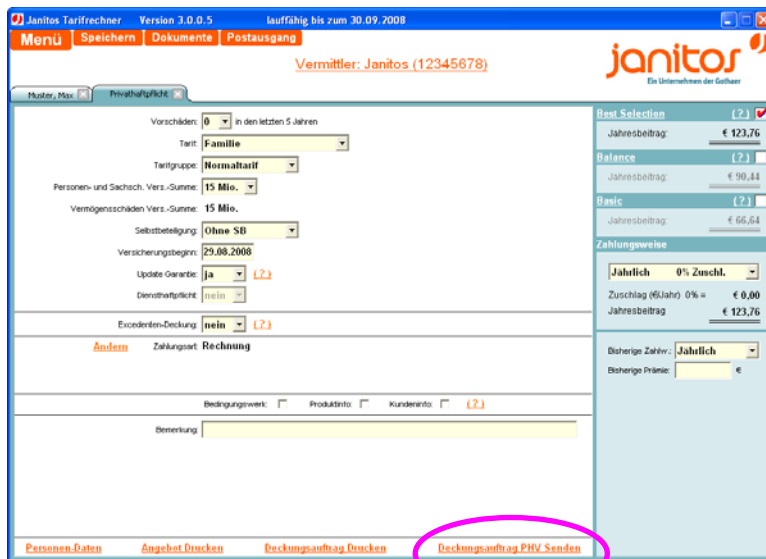 Janitos Tarifrechner Version 3.0.0.5 lauffähig bis zum 30.09.2008
Menü Speichern Dokumente Postausgang
Vermittler: Janitos (12345678)
janitos
Ein Unternehmen der Gothaer
Muster, Max Privathaftpflicht
Vorschäden: 0 in den letzten 5 Jahren
Tarif: Familie
Tarifgruppe: Normaltarif
Personen- und Sachsch. Vers.-Summe: 15 Mio.
Vermögensschäden Vers.-Summe: 15 Mio.
Selbstbeteiligung: Ohne SB
Versicherungsbeginn: 29.08.2008
Update Garantie: ja (?)
Diensthaftpflicht: nein
Excedenten-Deckung: nein (?)
Ändern Zahlungsart: Rechnung
Bedingungswerk: Produktinfo: Kundeninfo: (?)
Bemerkung:
Personen-Daten Angebot Drucken Deckungsauftrag Drucken Deckungsauftrag PHV Senden
Best Selection (?)
Jahresbeitrag: € 123,76
Balance (?)
Jahresbeitrag: € 90,44
Basic (?)
Jahresbeitrag: € 66,64
Zahlungsweise
Jährlich 0% Zuschl.
Zuschlag (€/Jahr) 0% = € 0,00
Jahresbeitrag € 123,76
Bisherige Zahlw.: Jährlich
Bisherige Prämie: €